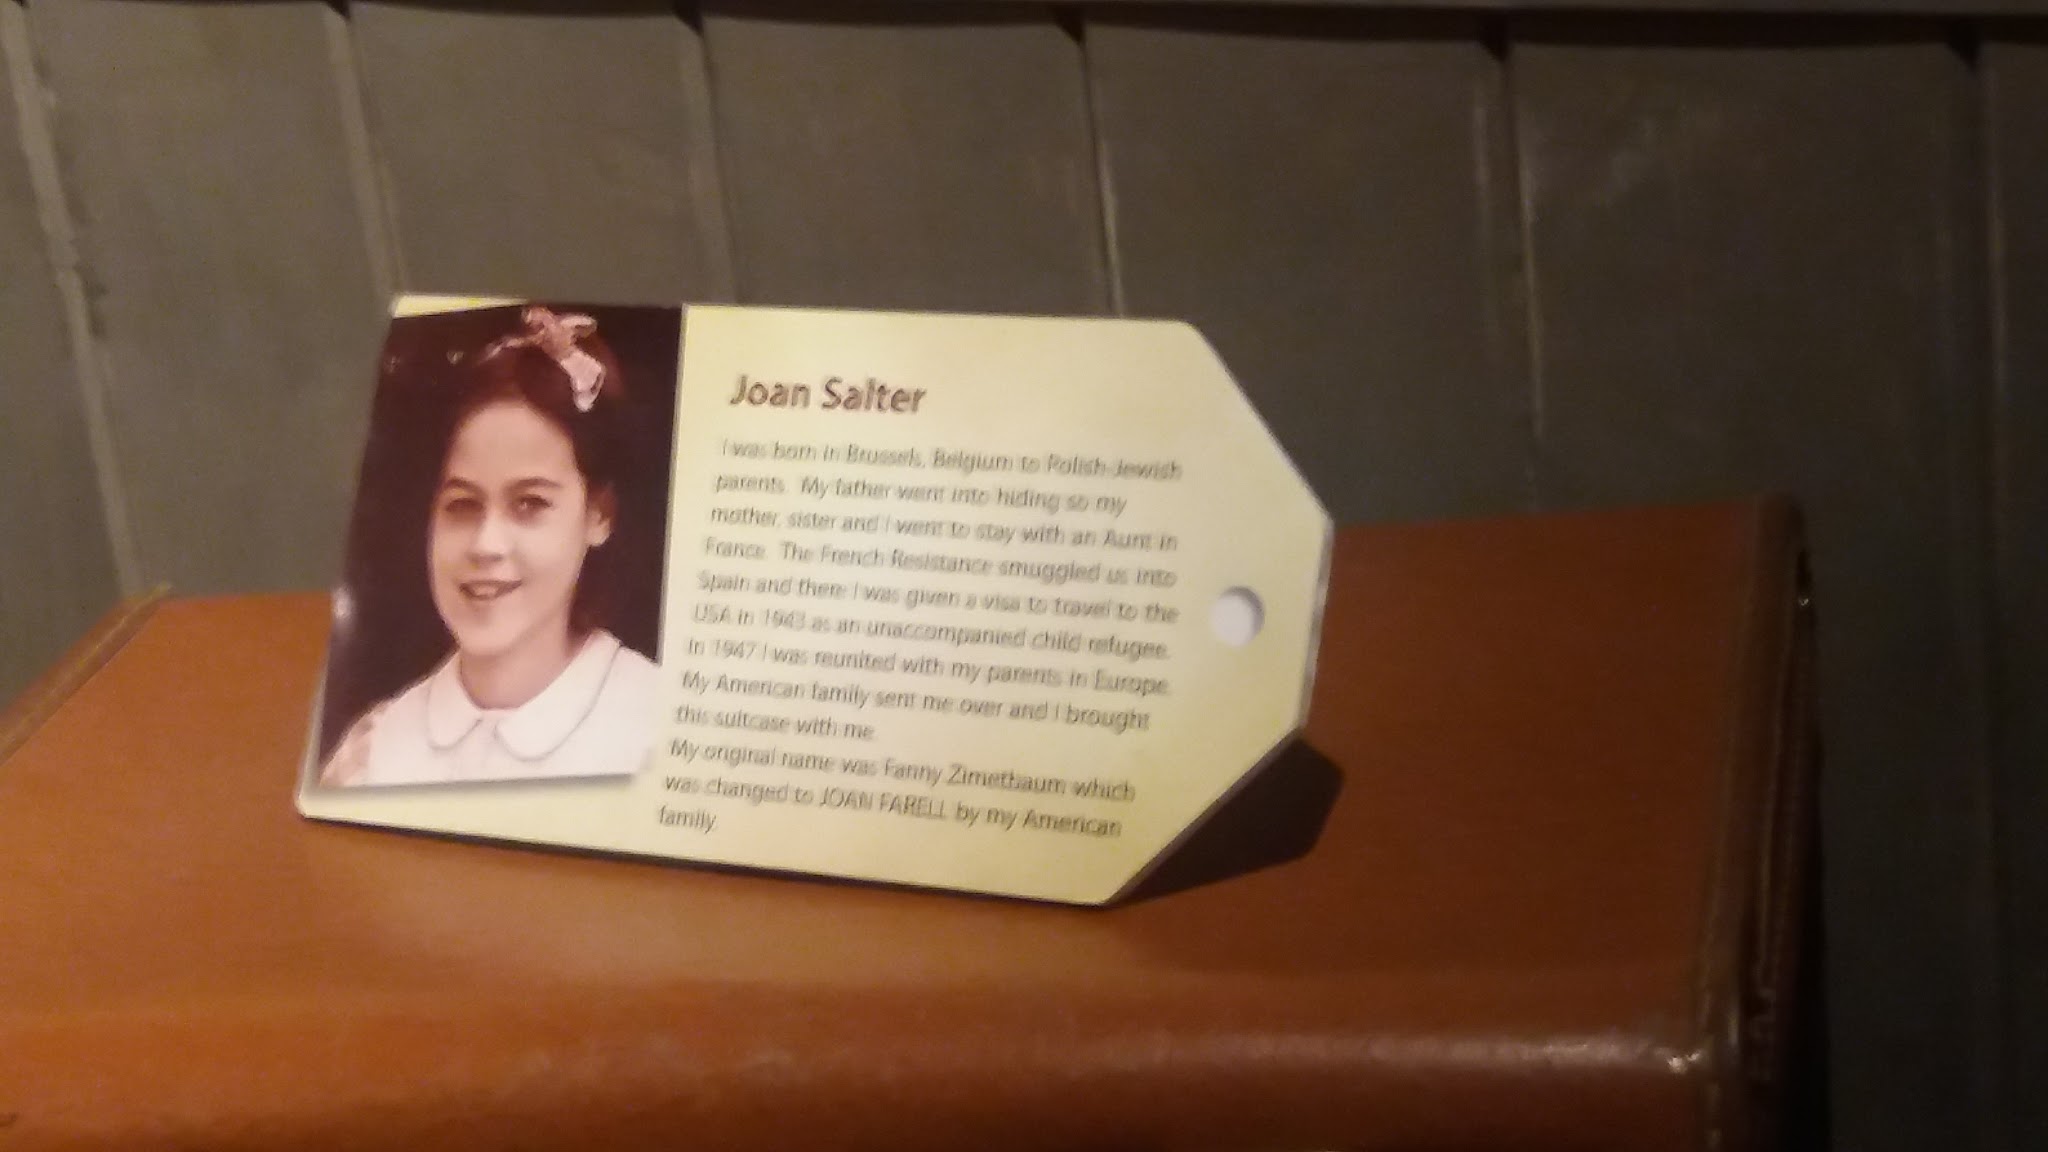 Joan Salter
I was born in Brussels, Belgium to Polish-Jewish
parents. My father went into hiding so my
mother, sister and I went to stay with an Aunt in
France. The French Resistance smuggled us into
Spain and there I was given a visa to travel to the
USA in 1943 as an unaccompanied child refugee.
In 1947 I was reunited with my parents in Europe.
My American family sent me over and I brought
this suitcase with me.
My original name was Fanny Zimetbaum which
was changed to JOAN FARELL by my American
family.